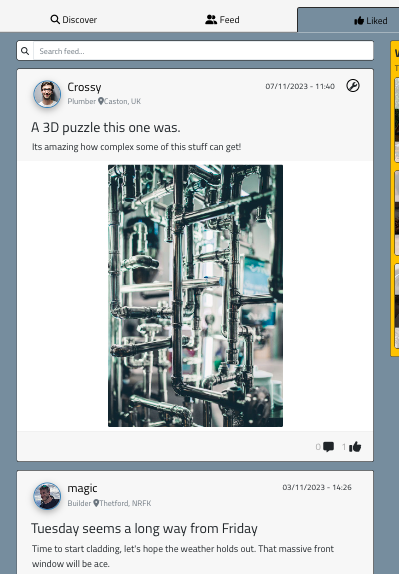 Discover
Feed
Liked
Search feed...
Crossy
07/11/2023 - 11:40
Plumber Caston, UK
A 3D puzzle this one was.
Its amazing how complex some of this stuff can get!
0 1
magic
03/11/2023 - 14:26
Builder Thetford, NRFK
Tuesday seems a long way from Friday
Time to start cladding, let's hope the weather holds out. That massive front
window will be ace.